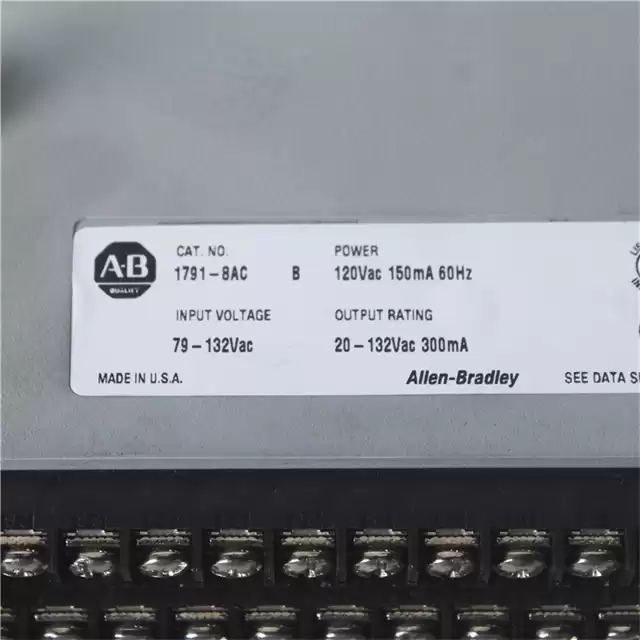 A-B
QUALITY
CAT. NO.
1791-8AC B
POWER
120Vac 150mA 60Hz
INPUT VOLTAGE
79-132Vac
OUTPUT RATING
20-132Vac 300mA
MADE IN U.S.A.
Allen-Bradley
SEE DATA